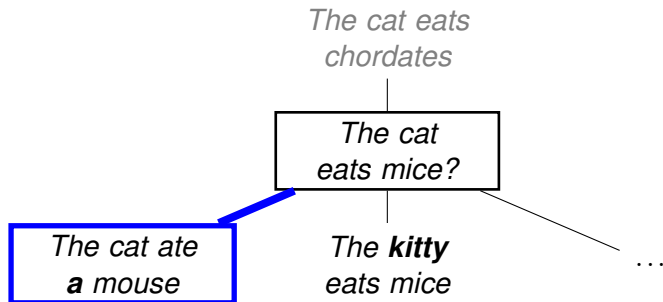 The cat eats
chordates
The cat
eats mice?
The cat ate
a mouse
The kitty
eats mice
...